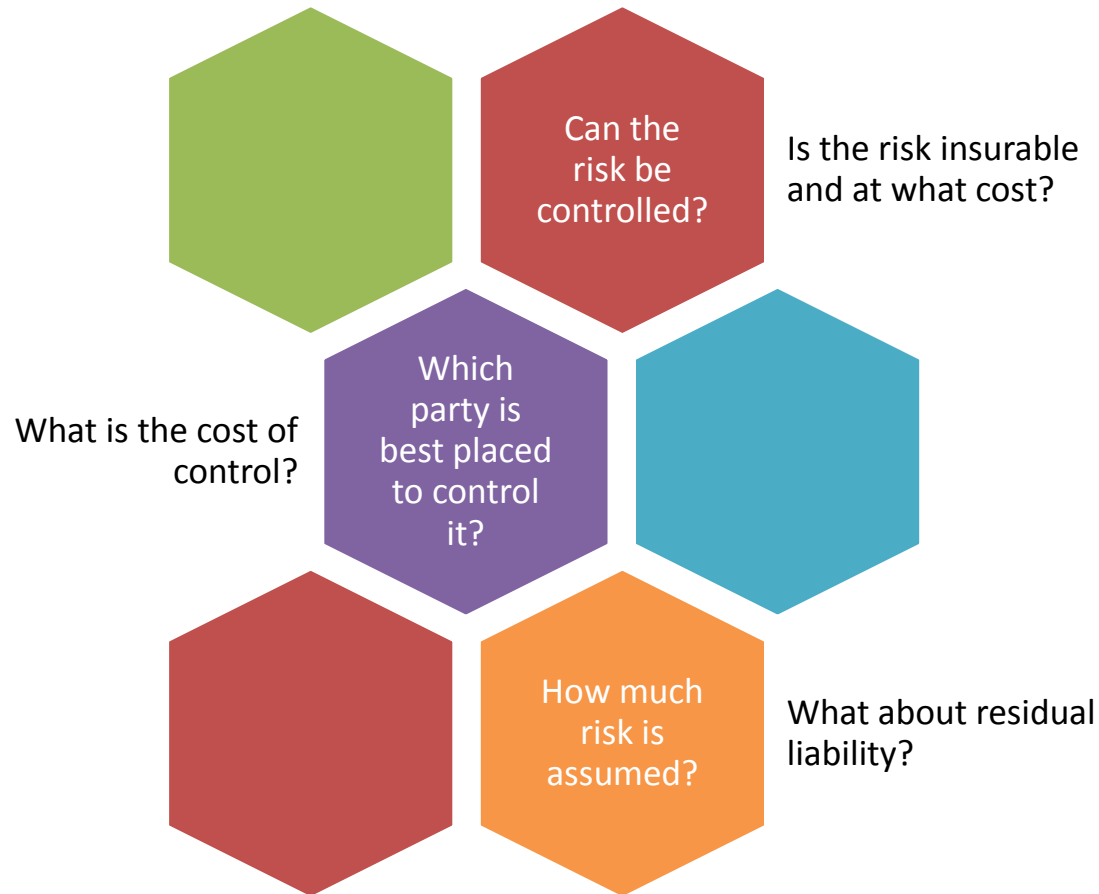 Can the
risk be
controlled?
Is the risk insurable
and at what cost?
What is the cost of
control?
Which
party is
best placed
to control
it?
How much
risk is
assumed?
What about residual
liability?